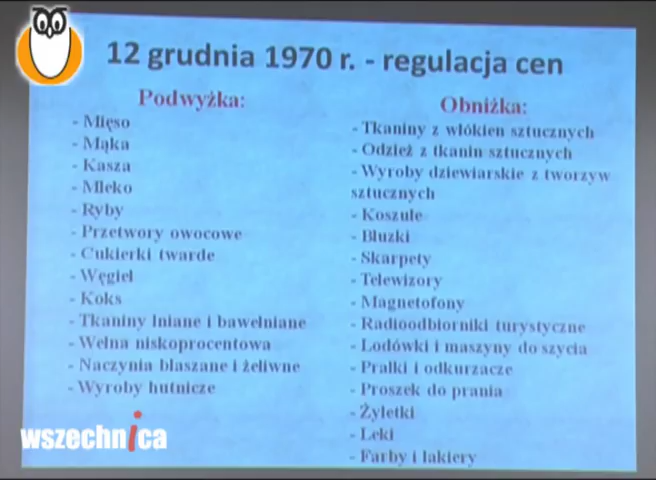 12 grudnia 1970 r. - regulacja cen
Podwyżka:
- Mięso
- Mąka
- Kasza
- Mleko
- Ryby
- Przetwory owocowe
- Cukierki twarde
- Węgiel
- Koks
- Tkaniny lniane i bawełniane
- Wełna niskoprocentowa
- Naczynia blaszane i żeliwne
- Wyroby hutnicze
Obniżka:
- Tkaniny z włókien sztucznych
- Odzież z tkanin sztucznych
- Wyroby dziewiarskie z tworzyw
sztucznych
- Koszule
- Bluzki
- Skarpety
- Telewizory
- Magnetofony
- Radioodbiorniki turystyczne
- Lodówki i maszyny do szycia
- Pralki i odkurzacze
- Proszek do prania
- Żyletki
- Leki
- Farby i lakiery
wszechnica